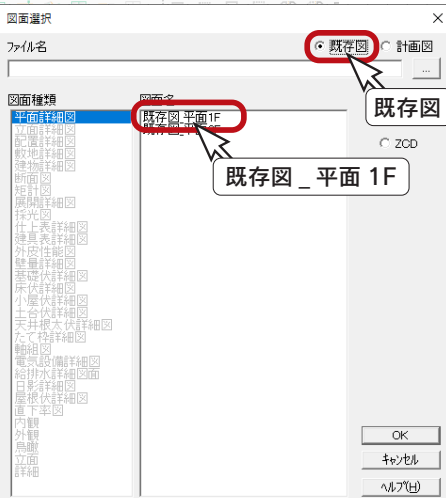 図面選択
ファイル名
既存図
計画図
...
既存図
図面種類
図面名
平面詳細図
立面詳細図
配置詳細図
敷地詳細図
建物詳細図
断面図
矩計図
展開詳細図
採光図
仕上表詳細図
建具表詳細図
外皮性能図
壁量詳細図
基礎伏詳細図
床伏詳細図
小屋伏詳細図
土台伏詳細図
天井根太伏詳細図
たて枠詳細図
軸組図
電気設備詳細図
給排水詳細図面
日影詳細図
屋根伏詳細図
直下率図
内観
外観
鳥瞰
立面
詳細
既存図_平面1F
ZCD
既存図 _ 平面 1F
OK
キャンセル
ヘルプ(H)